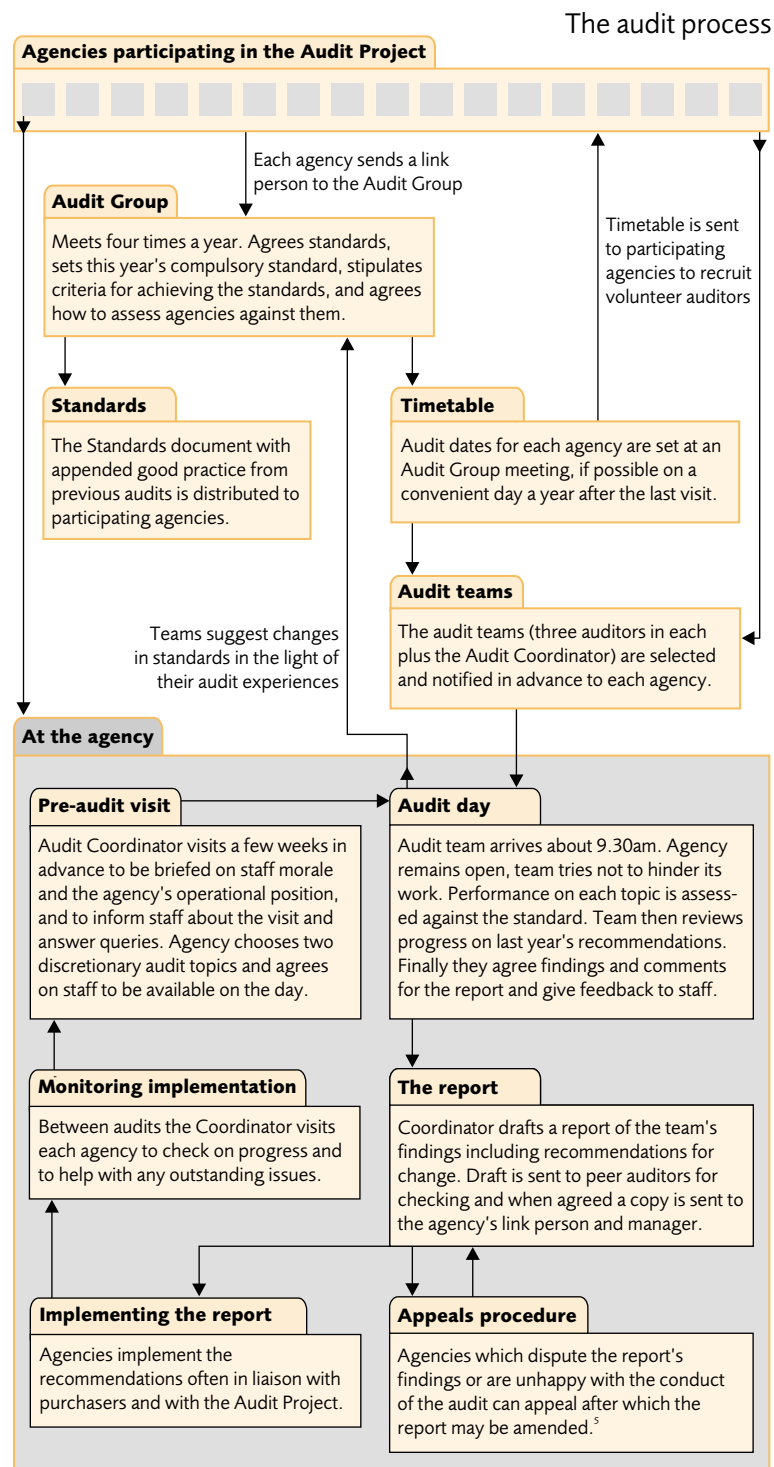 The audit process
Agencies participating in the Audit Project
Each agency sends a link
person to the Audit Group
Audit Group
Meets four times a year. Agrees standards,
sets this year's compulsory standard, stipulates
criteria for achieving the standards, and agrees
how to assess agencies against them.
Timetable is sent
to participating
agencies to recruit
volunteer auditors
Standards
The Standards document with
appended good practice from
previous audits is distributed to
participating agencies.
Timetable
Audit dates for each agency are set at an
Audit Group meeting, if possible on a
convenient day a year after the last visit.
Audit teams
The audit teams (three auditors in each
plus the Audit Coordinator) are selected
and notified in advance to each agency.
Teams suggest changes
in standards in the light of
their audit experiences
At the agency
Pre-audit visit
Audit Coordinator visits a few weeks in
advance to be briefed on staff morale
and the agency's operational position,
and to inform staff about the visit and
answer queries. Agency chooses two
discretionary audit topics and agrees
on staff to be available on the day.
Audit day
Audit team arrives about 9.30am. Agency
remains open, team tries not to hinder its
work. Performance on each topic is assess-
ed against the standard. Team then reviews
progress on last year's recommendations.
Finally they agree findings and comments
for the report and give feedback to staff.
Monitoring implementation
Between audits the Coordinator visits
each agency to check on progress and
to help with any outstanding issues.
The report
Coordinator drafts a report of the team's
findings including recommendations for
change. Draft is sent to peer auditors for
checking and when agreed a copy is sent to
the agency's link person and manager.
Implementing the report
Agencies implement the
recommendations often in liaison with
purchasers and with the Audit Project.
Appeals procedure
Agencies which dispute the report's
findings or are unhappy with the conduct
of the audit can appeal after which the
report may be amended.⁵